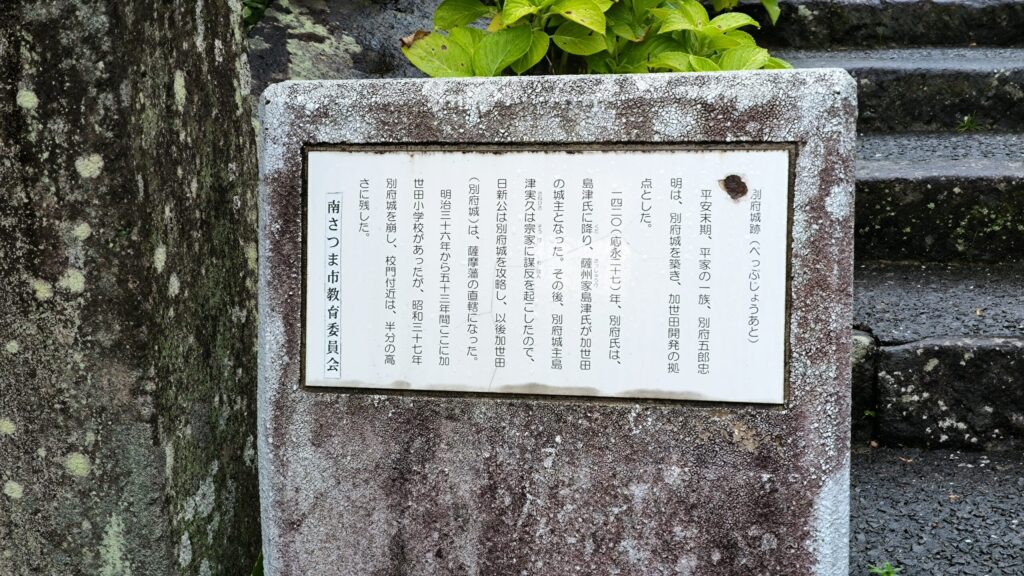 別府城跡（べっぷじょうあと）
平安末期、平家の一族、別府五郎忠
明は、別府城を築き、加世田開発の拠
点とした。
一四二〇（応永二十七）年、別府氏は、
島津氏に降り、薩州家島津氏が加世田
の城主となった。その後、別府城主島
津実久は宗家に謀反を起こしたので、
日新公は別府城を攻略し、以後加世田
（別府城）は、薩摩藩の直轄になった。
明治三十六年から五十三年間ここに加
世田小学校があったが、昭和三十七年
別府城を崩し、校門付近は、半分の高
さに残した。
南さつま市教育委員会